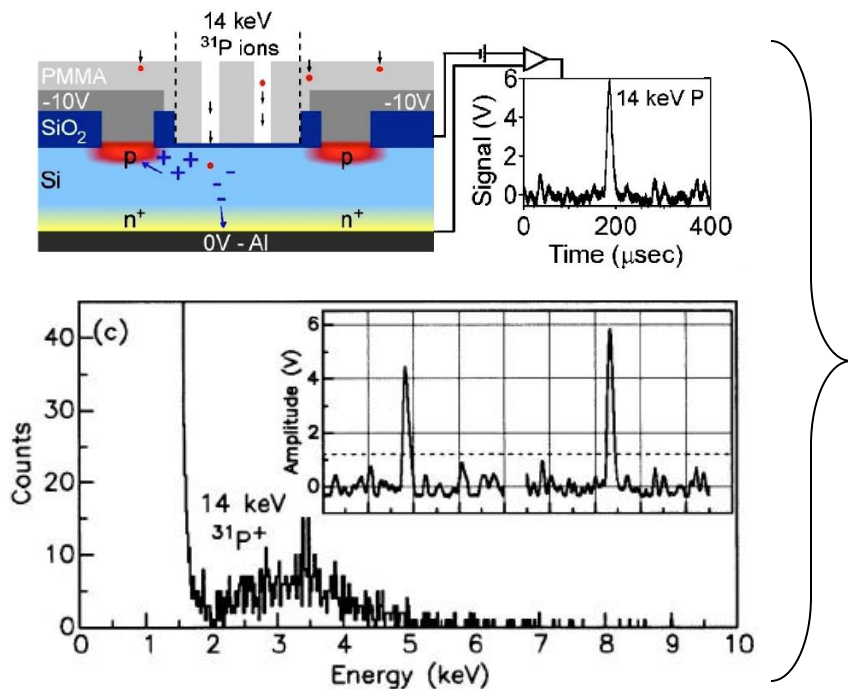 14 keV
³¹P ions
PMMA
-10V
-10V
SiO₂
p
p
+ + + +
- - - -
Si
n⁺
n⁺
0V - Al
14 keV P
Signal (V)
6
4
2
0
0 200 400
Time (μsec)
(c)
Counts
40
30
20
10
0
14 keV
³¹P⁺
Amplitude (V)
6
4
2
0
0 1 2 3 4 5 6 7 8 9 10
Energy (keV)